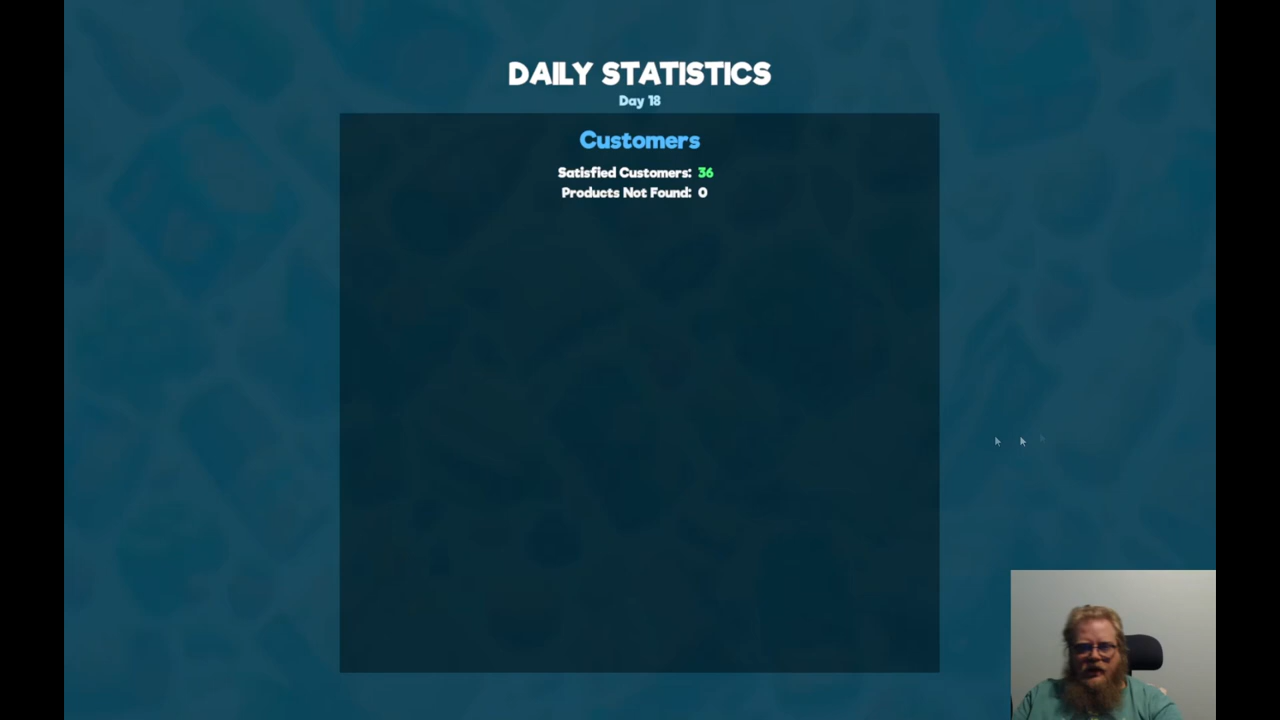 DAILY STATISTICS
Day 18
Customers
Satisfied Customers: 36
Products Not Found: 0